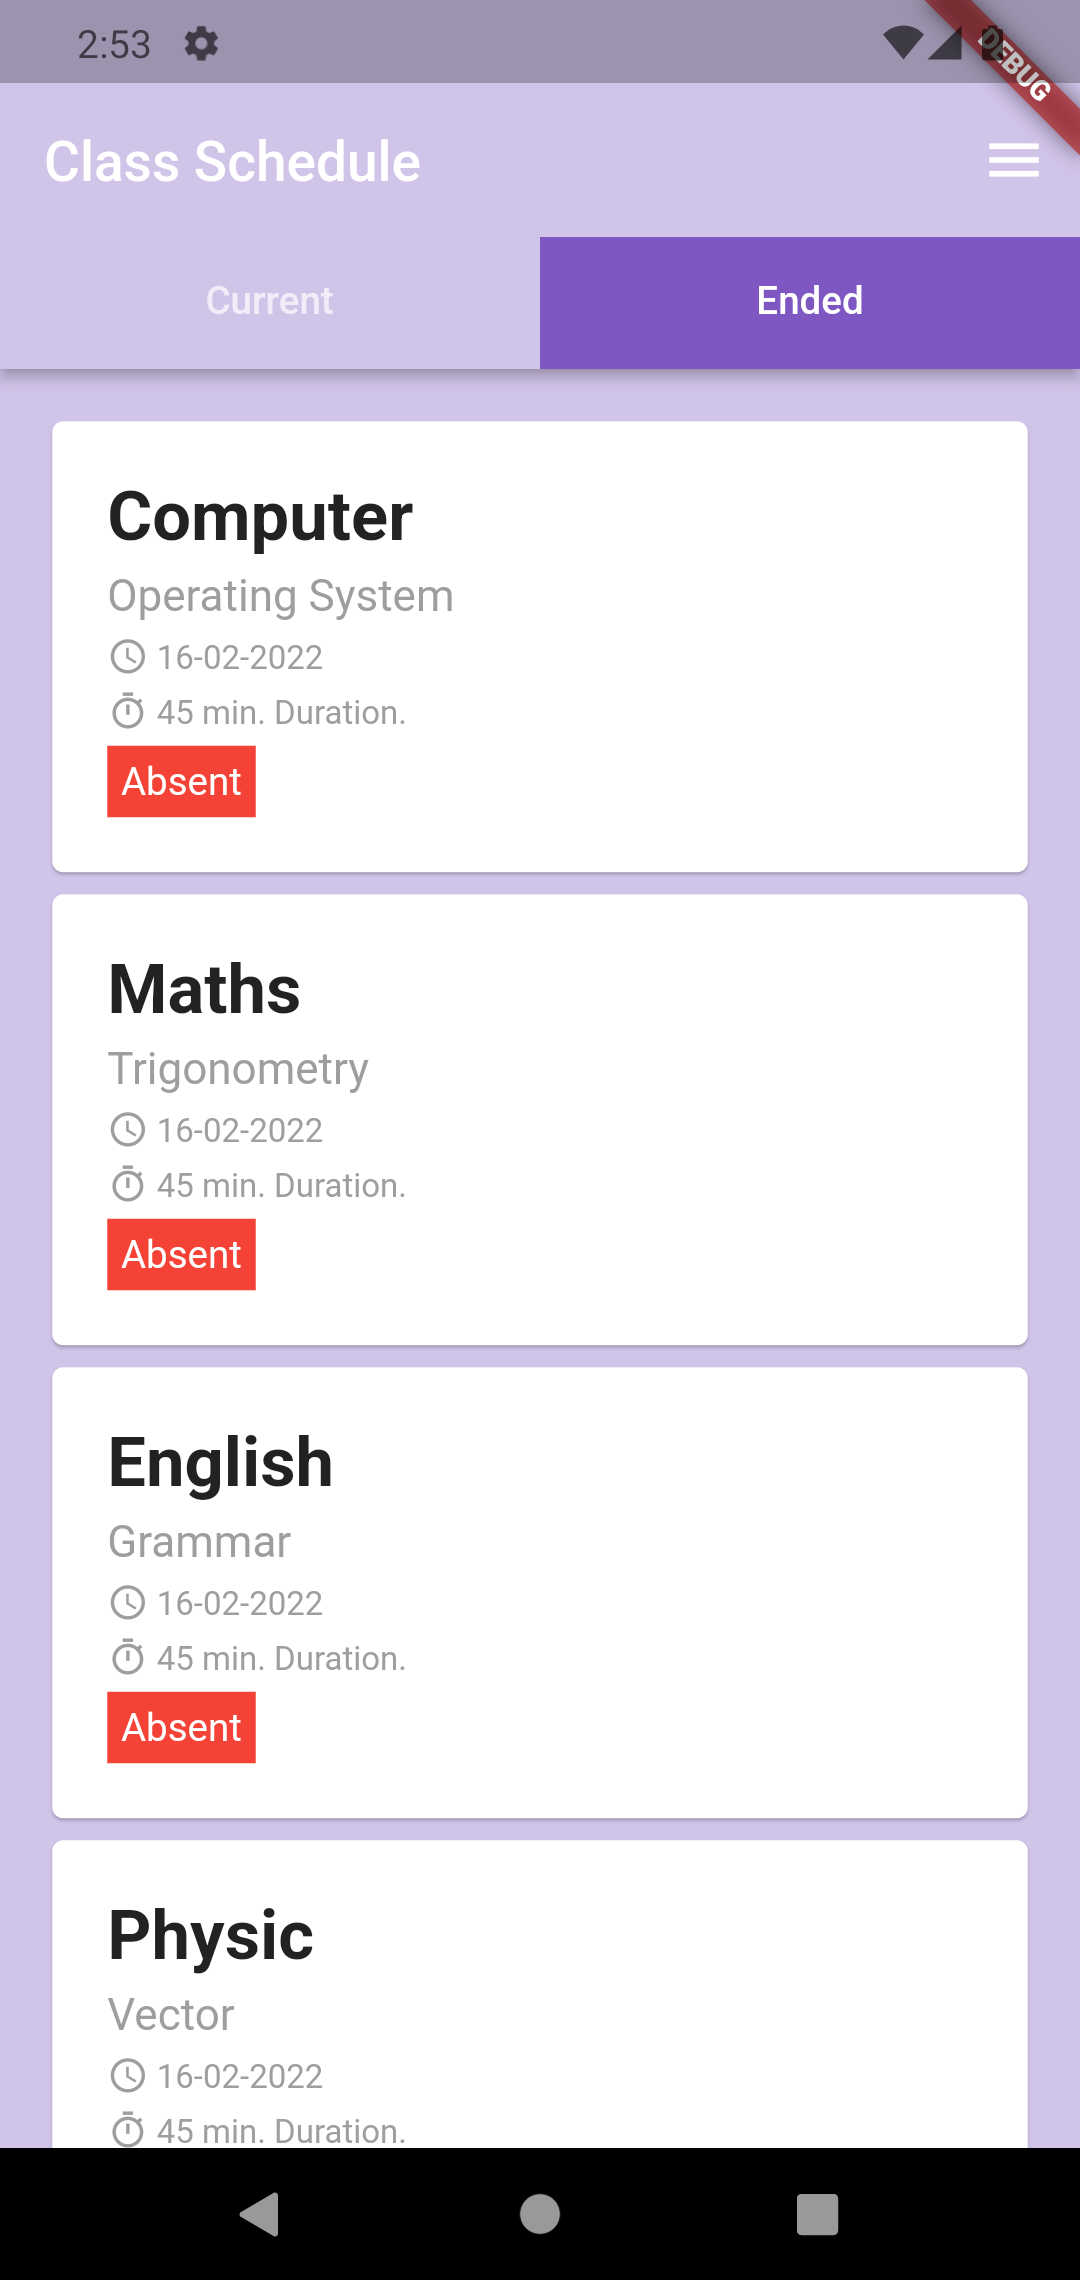 2:53
DEBUG
Class Schedule
Current
Ended
Computer
Operating System
16-02-2022
45 min. Duration.
Absent
Maths
Trigonometry
16-02-2022
45 min. Duration.
Absent
English
Grammar
16-02-2022
45 min. Duration.
Absent
Physic
Vector
16-02-2022
45 min. Duration.